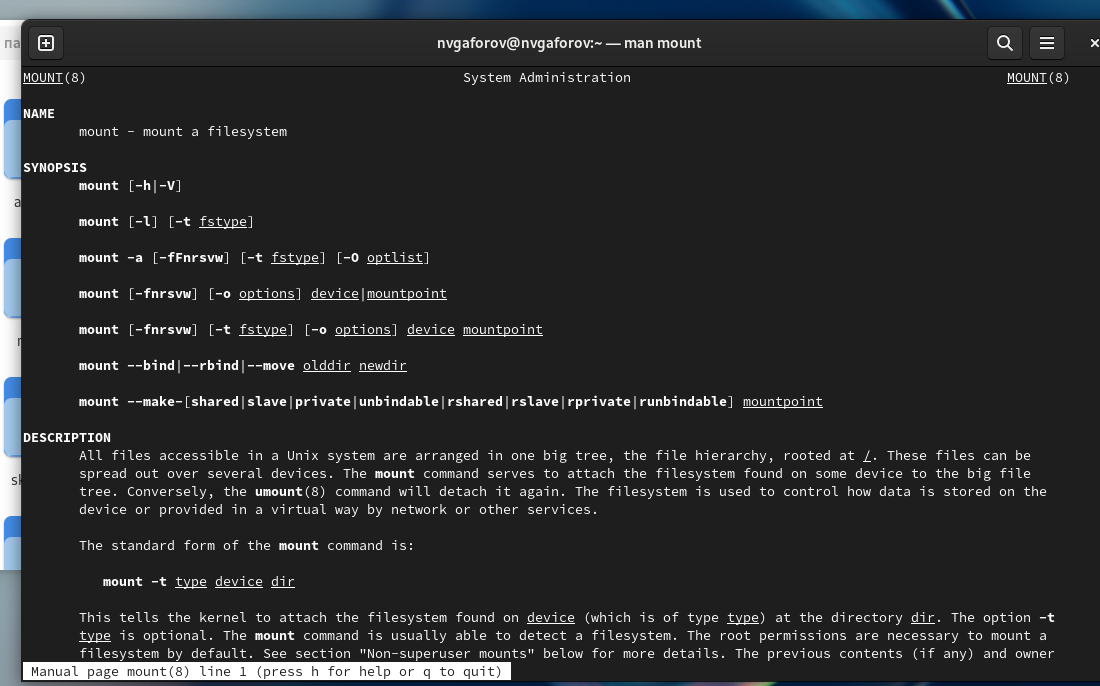 nvgaforov@nvgaforov:~ — man mount
MOUNT(8) System Administration MOUNT(8)
NAME
mount - mount a filesystem
SYNOPSIS
mount [-h|-V]
mount [-l] [-t fstype]
mount -a [-fFnrsvw] [-t fstype] [-O optlist]
mount [-fnrsvw] [-o options] device|mountpoint
mount [-fnrsvw] [-t fstype] [-o options] device mountpoint
mount --bind|--rbind|--move olddir newdir
mount --make-[shared|slave|private|unbindable|rshared|rslave|rprivate|runbindable] mountpoint
DESCRIPTION
All files accessible in a Unix system are arranged in one big tree, the file hierarchy, rooted at /. These files can be
spread out over several devices. The mount command serves to attach the filesystem found on some device to the big file
tree. Conversely, the umount(8) command will detach it again. The filesystem is used to control how data is stored on the
device or provided in a virtual way by network or other services.
The standard form of the mount command is:
mount -t type device dir
This tells the kernel to attach the filesystem found on device (which is of type type) at the directory dir. The option -t
type is optional. The mount command is usually able to detect a filesystem. The root permissions are necessary to mount a
filesystem by default. See section "Non-superuser mounts" below for more details. The previous contents (if any) and owner
Manual page mount(8) line 1 (press h for help or q to quit)